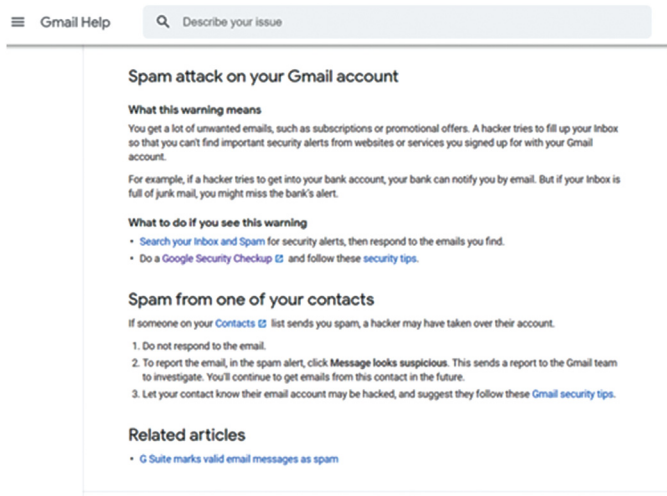 Gmail Help
Describe your issue
Spam attack on your Gmail account
What this warning means
You get a lot of unwanted emails, such as subscriptions or promotional offers. A hacker tries to fill up your Inbox
so that you can't find important security alerts from websites or services you signed up for with your Gmail
account.
For example, if a hacker tries to get into your bank account, your bank can notify you by email. But if your Inbox is
full of junk mail, you might miss the bank's alert.
What to do if you see this warning
• Search your Inbox and Spam for security alerts, then respond to the emails you find.
• Do a Google Security Checkup and follow these security tips.
Spam from one of your contacts
If someone on your Contacts list sends you spam, a hacker may have taken over their account.
1. Do not respond to the email.
2. To report the email, in the spam alert, click Message looks suspicious. This sends a report to the Gmail team
to investigate. You'll continue to get emails from this contact in the future.
3. Let your contact know their email account may be hacked, and suggest they follow these Gmail security tips.
Related articles
• G Suite marks valid email messages as spam